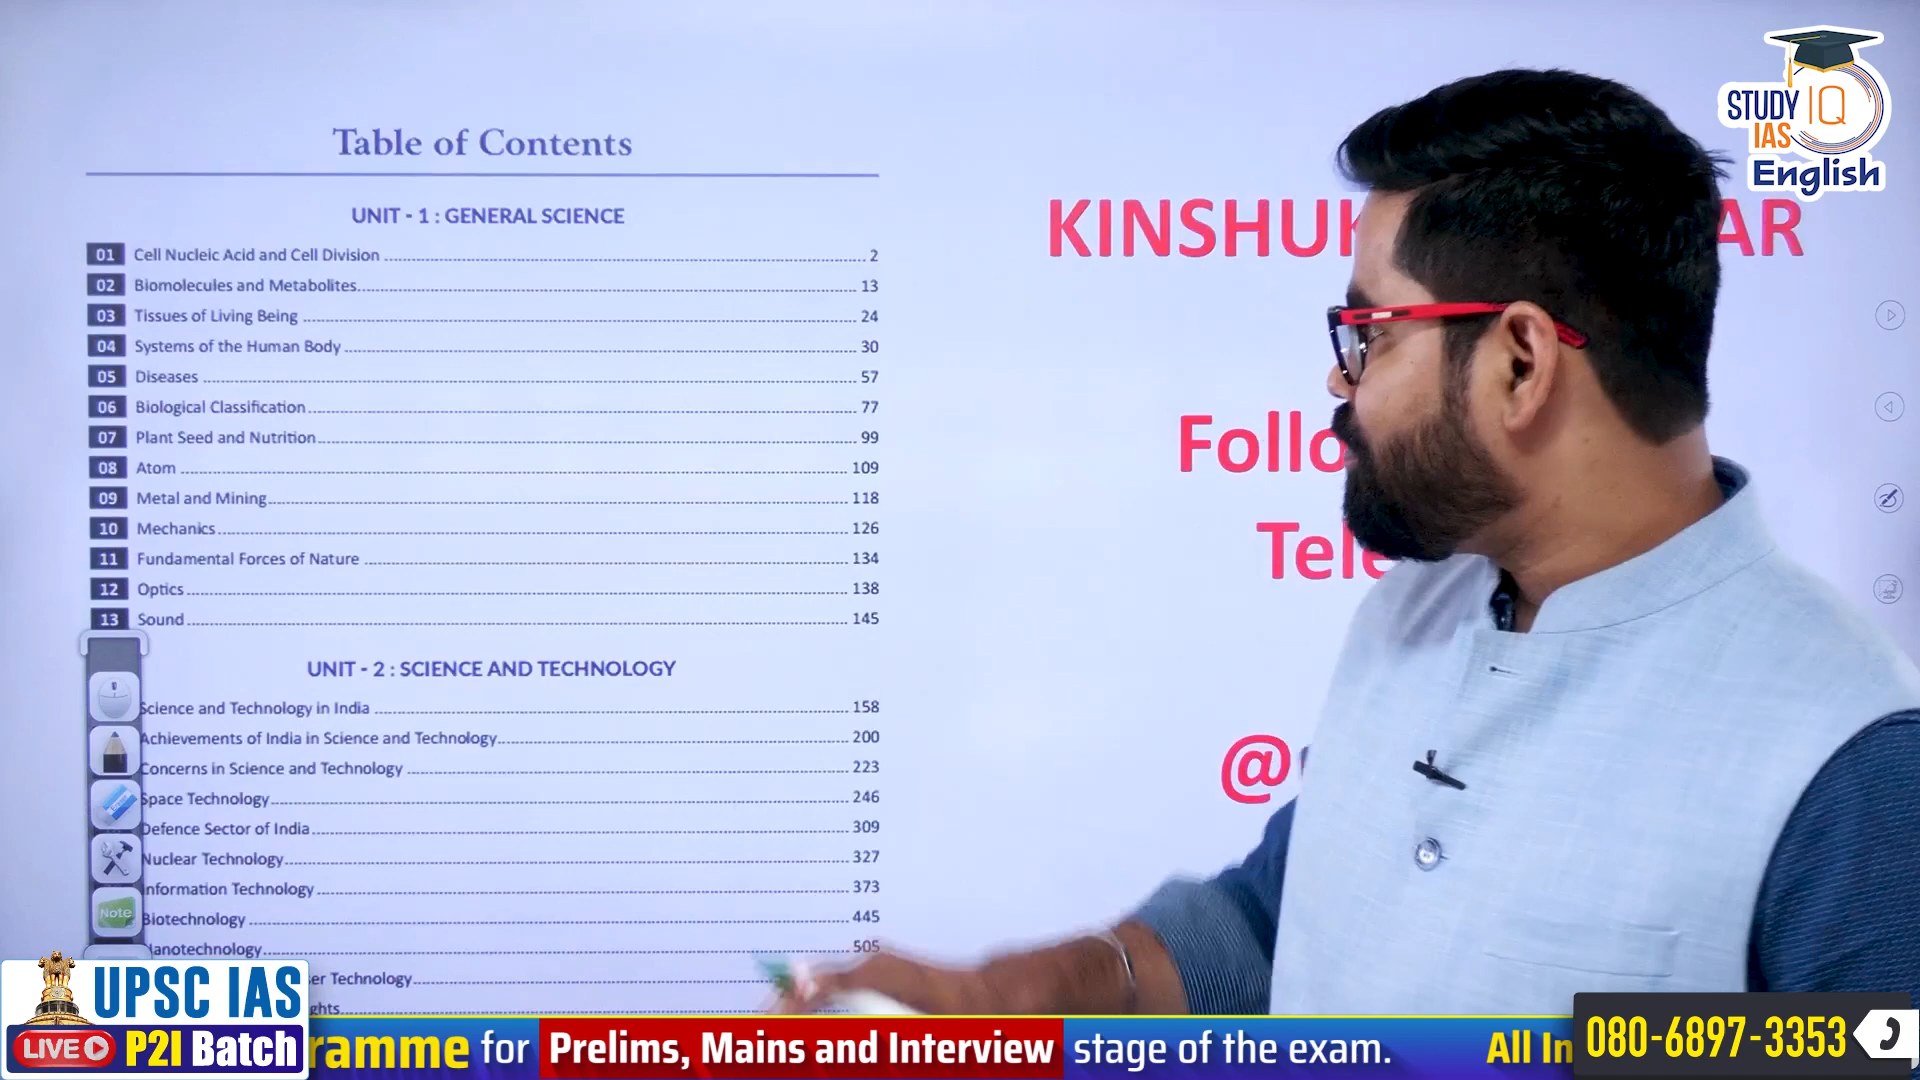 STUDY IQ
IAS
English
Table of Contents
UNIT - 1 : GENERAL SCIENCE
01 Cell Nucleic Acid and Cell Division 2
02 Biomolecules and Metabolites 13
03 Tissues of Living Being 24
04 Systems of the Human Body 30
05 Diseases 57
06 Biological Classification 77
07 Plant Seed and Nutrition 99
08 Atom 109
09 Metal and Mining 118
10 Mechanics 126
11 Fundamental Forces of Nature 134
12 Optics 138
13 Sound 145
UNIT - 2 : SCIENCE AND TECHNOLOGY
Science and Technology in India 158
Achievements of India in Science and Technology 200
Concerns in Science and Technology 223
Space Technology 246
Defence Sector of India 309
Nuclear Technology 327
Information Technology 373
Biotechnology 445
Nanotechnology 505
Technology
Note
KINSHUK
@
UPSC IAS
LIVE P2I Batch
for Prelims, Mains and Interview stage of the exam.
All
080-6897-3353